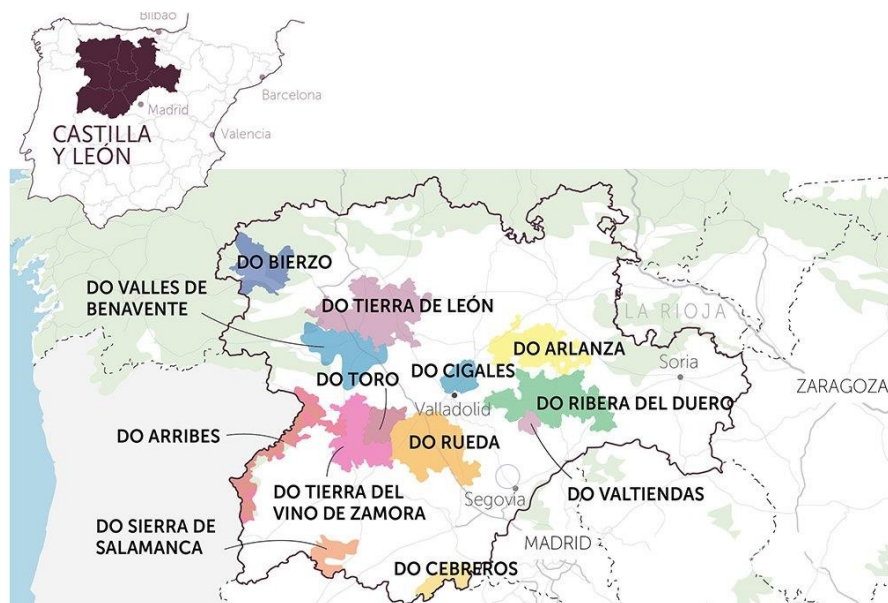 Bilbao
Barcelona
Madrid
CASTILLA
Y LEÓN
Valencia
DO BIERZO
DO VALLES DE
BENAVENTE
DO TIERRA DE LEÓN
LA RIOJA
DO ARLANZA
Soria
DO CIGALES
DO TORO
ZARAGOZA
Valladolid
DO RIBERA DEL DUERO
DO ARRIBES
DO RUEDA
DO TIERRA DEL
VINO DE ZAMORA
Segovia
DO VALTIENDAS
DO SIERRA DE
SALAMANCA
MADRID
DO CEBREROS